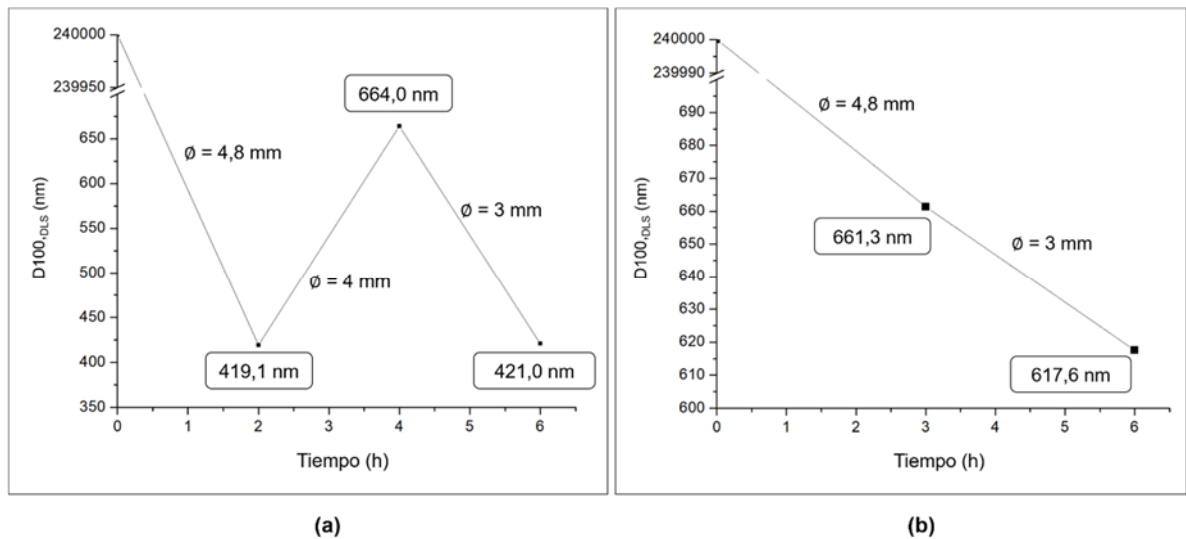 240000
239950
650
600
550
500
450
400
350
D100,DLS (nm)
664,0 nm
ø = 4,8 mm
ø = 3 mm
ø = 4 mm
419,1 nm
421,0 nm
0 1 2 3 4 5 6
Tiempo (h)
(a)
240000
239990
690
680
670
660
650
640
630
620
610
600
D100,DLS (nm)
ø = 4,8 mm
661,3 nm
ø = 3 mm
617,6 nm
0 1 2 3 4 5 6
Tiempo (h)
(b)